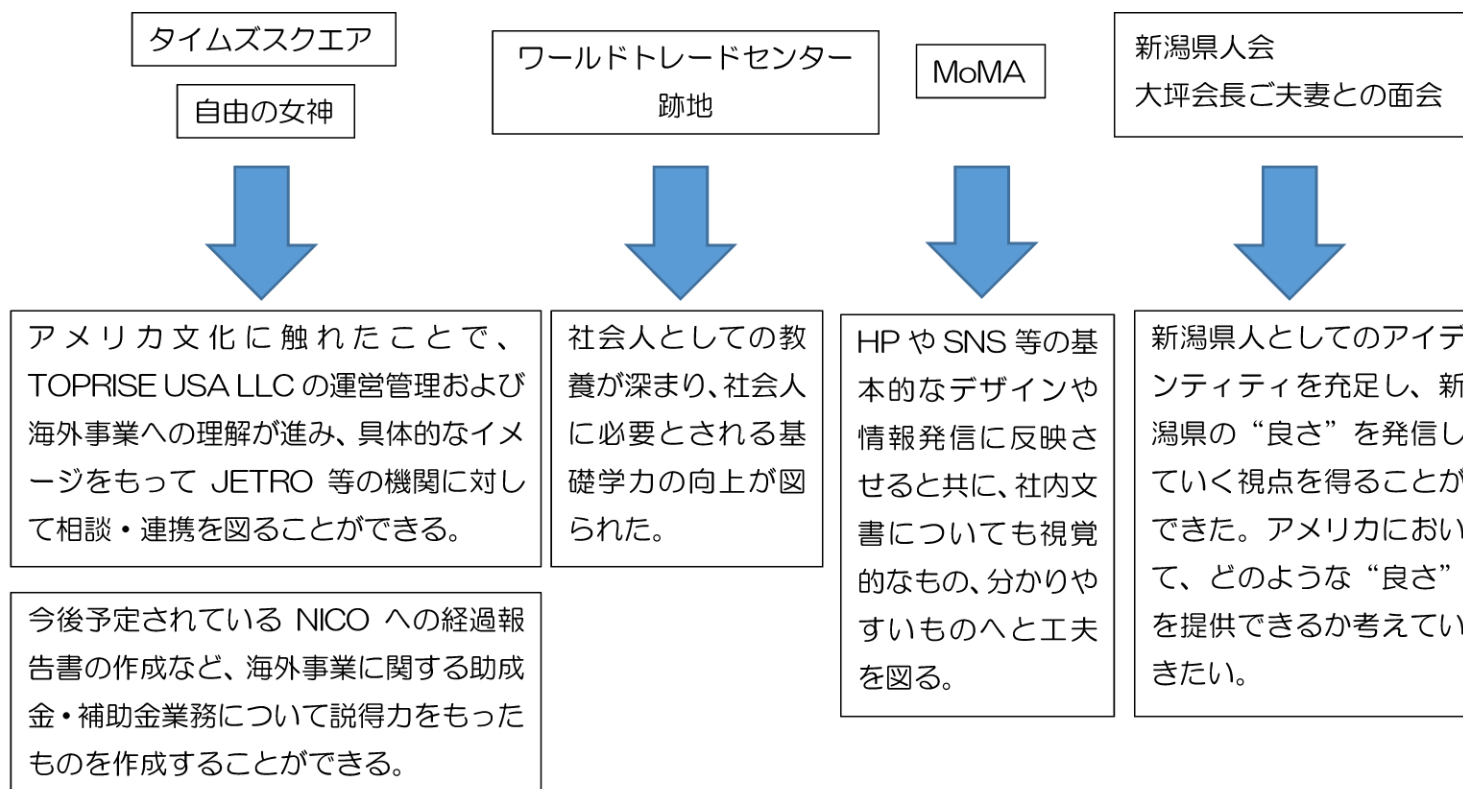 タイムズスクエア
自由の女神
ワールドトレードセンター
跡地
MoMA
新潟県人会
大坪会長ご夫妻との面会
アメリカ文化に触れたことで、
TOPRISE USA LLC の運営管理および
海外事業への理解が進み、具体的なイメ
ージをもって JETRO 等の機関に対し
て相談・連携を図ることができる。
今後予定されている NICO への経過報
告書の作成など、海外事業に関する助成
金・補助金業務について説得力をもった
ものを作成することができる。
社会人としての教
養が深まり、社会人
に必要とされる基
礎学力の向上が図
られた。
HP や SNS 等の基
本的なデザインや
情報発信に反映さ
せると共に、社内文
書についても視覚
的なもの、分かりや
すいものへと工夫
を図る。
新潟県人としてのアイデ
ンティティを充足し、新
潟県の“良さ”を発信し
ていく視点を得ることが
できた。アメリカにおい
て、どのような“良さ”
を提供できるか考えてい
きたい。